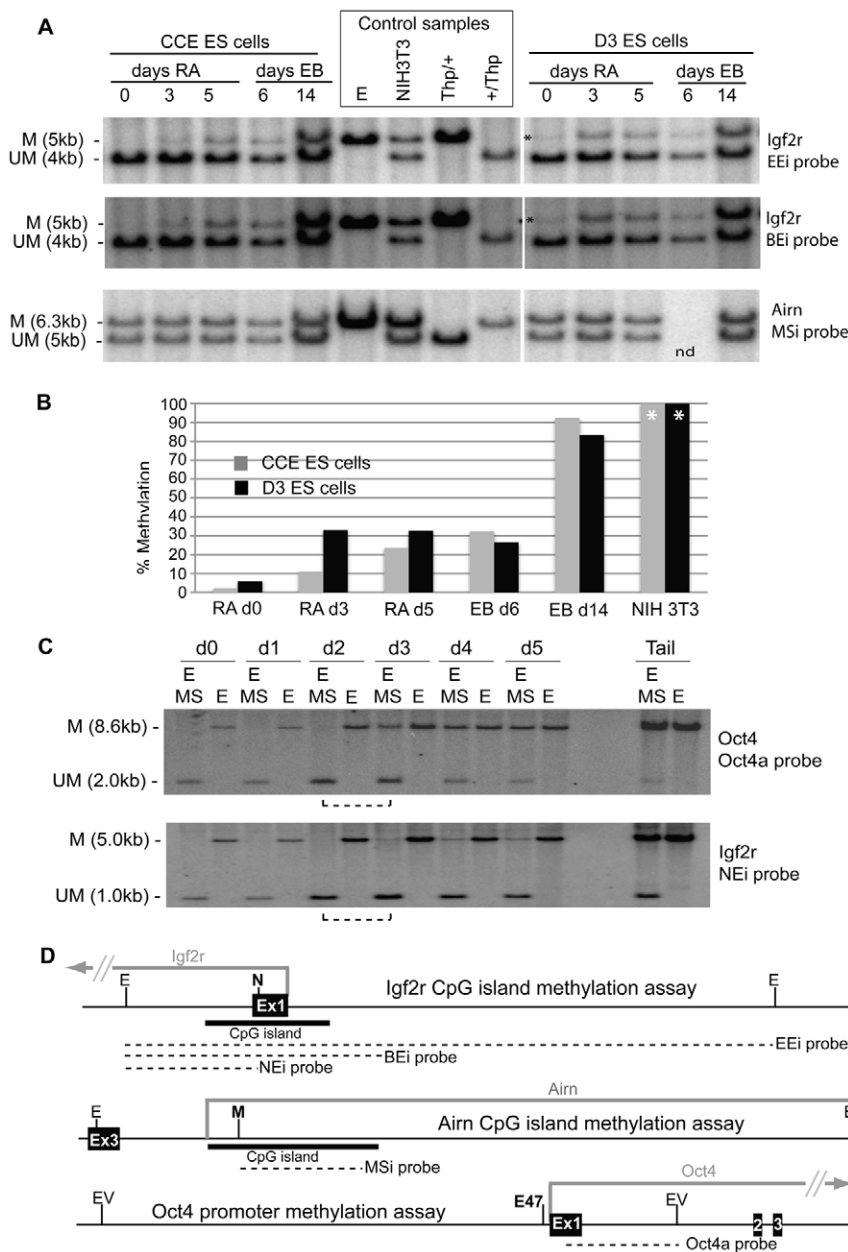 A
CCE ES cells
Control samples
D3 ES cells
days RA
days EB
days RA
days EB
0 3 5 6 14 E NIH3T3 Thp/+ +/Thp 0 3 5 6 14
M (5kb) -
UM (4kb) -
*
Igf2r
EEi probe
M (5kb) -
UM (4kb) -
*
Igf2r
BEi probe
M (6.3kb) -
UM (5kb) -
nd
Airn
MSi probe
B
% Methylation
100
90
80
70
60
50
40
30
20
10
0
CCE ES cells
D3 ES cells
* *
RA d0 RA d3 RA d5 EB d6 EB d14 NIH 3T3
C
d0 d1 d2 d3 d4 d5 Tail
E E E E E E E
MS E MS E MS E MS E MS E MS E MS E
M (8.6kb) -
UM (2.0kb) -
Oct4
Oct4a probe
M (5.0kb) -
UM (1.0kb) -
Igf2r
NEi probe
D
Igf2r
E N E
Ex1
Igf2r CpG island methylation assay
CpG island
EEi probe
BEi probe
NEi probe
Airn
E M E
Ex3
Airn CpG island methylation assay
CpG island
MSi probe
Oct4
EV E47 EV
Oct4 promoter methylation assay
Ex1 2 3
Oct4a probe